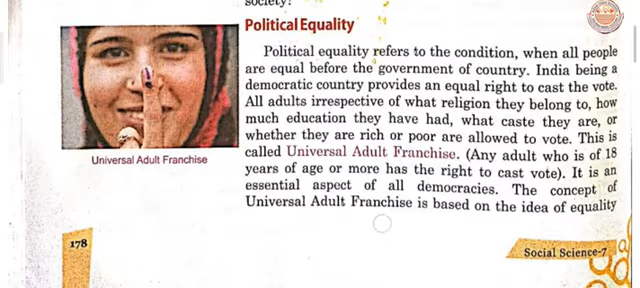 society?
Political Equality
Political equality refers to the condition, when all people
are equal before the government of country. India being a
democratic country provides an equal right to cast the vote.
All adults irrespective of what religion they belong to, how
much education they have had, what caste they are, or
whether they are rich or poor are allowed to vote. This is
called Universal Adult Franchise. (Any adult who is of 18
years of age or more has the right to cast vote). It is an
essential aspect of all democracies. The concept of
Universal Adult Franchise is based on the idea of equality
Universal Adult Franchise
178
Social Science-7